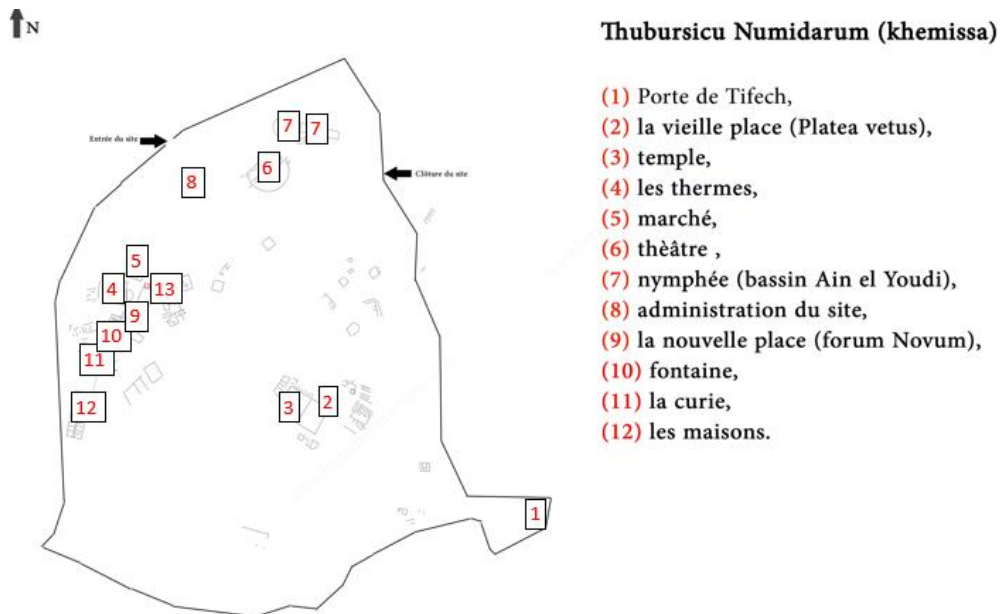 N
Thubursicu Numidarum (khemissa)
(1) Porte de Tifech,
(2) la vieille place (Platea vetus),
(3) temple,
(4) les thermes,
(5) marché,
(6) thèâtre ,
(7) nymphée (bassin Ain el Youdi),
(8) administration du site,
(9) la nouvelle place (forum Novum),
(10) fontaine,
(11) la curie,
(12) les maisons.
Entrée du site
Clôture du site
7 7
6
8
5
4 13
9
10
11
12
3 2
1